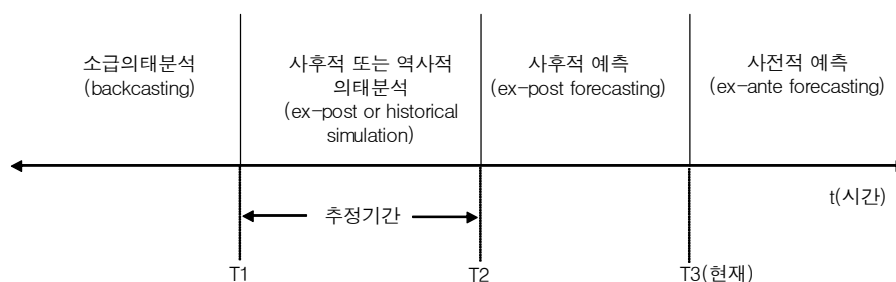 소급의태분석
(backcasting)
사후적 또는 역사적
의태분석
(ex-post or historical
simulation)
사후적 예측
(ex-post forecasting)
사전적 예측
(ex-ante forecasting)
t(시간)
추정기간
T1
T2
T3(현재)